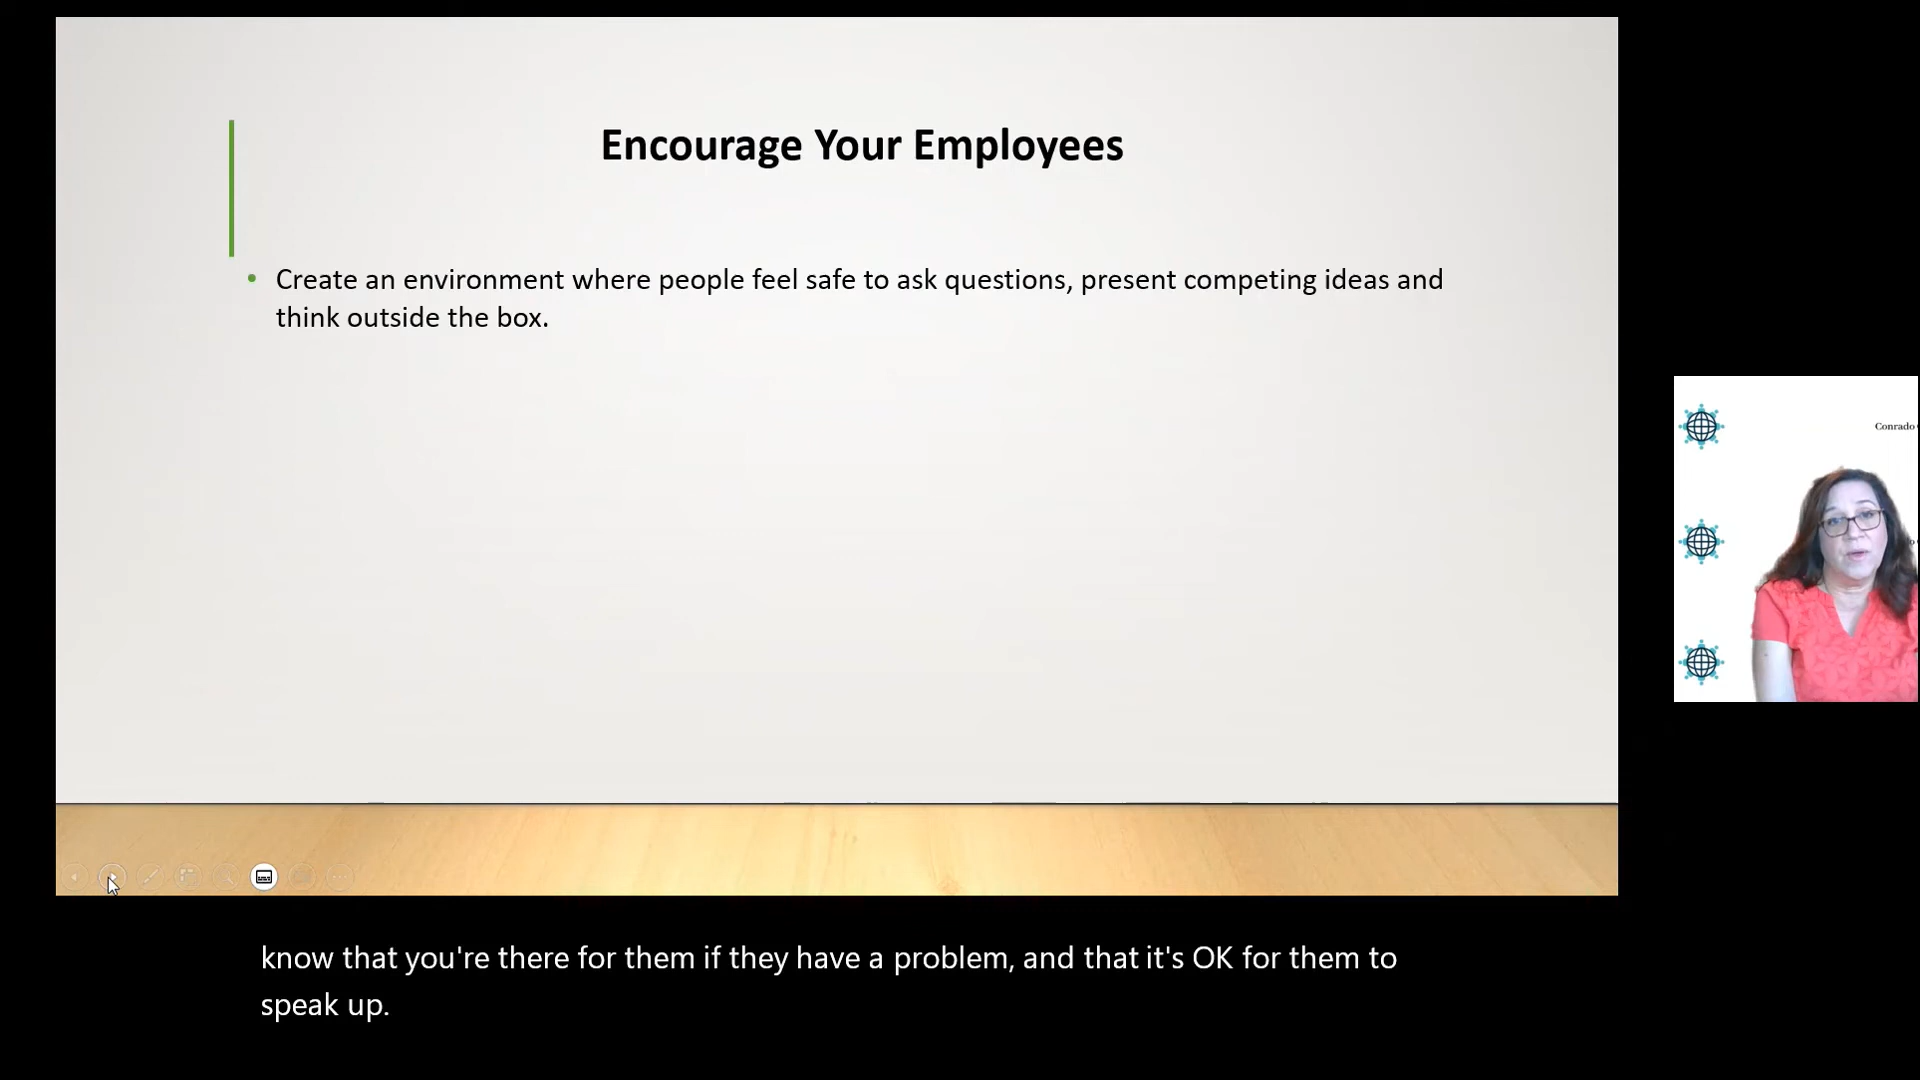 Encourage Your Employees
• Create an environment where people feel safe to ask questions, present competing ideas and
think outside the box.
Conrado
know that you're there for them if they have a problem, and that it's OK for them to
speak up.